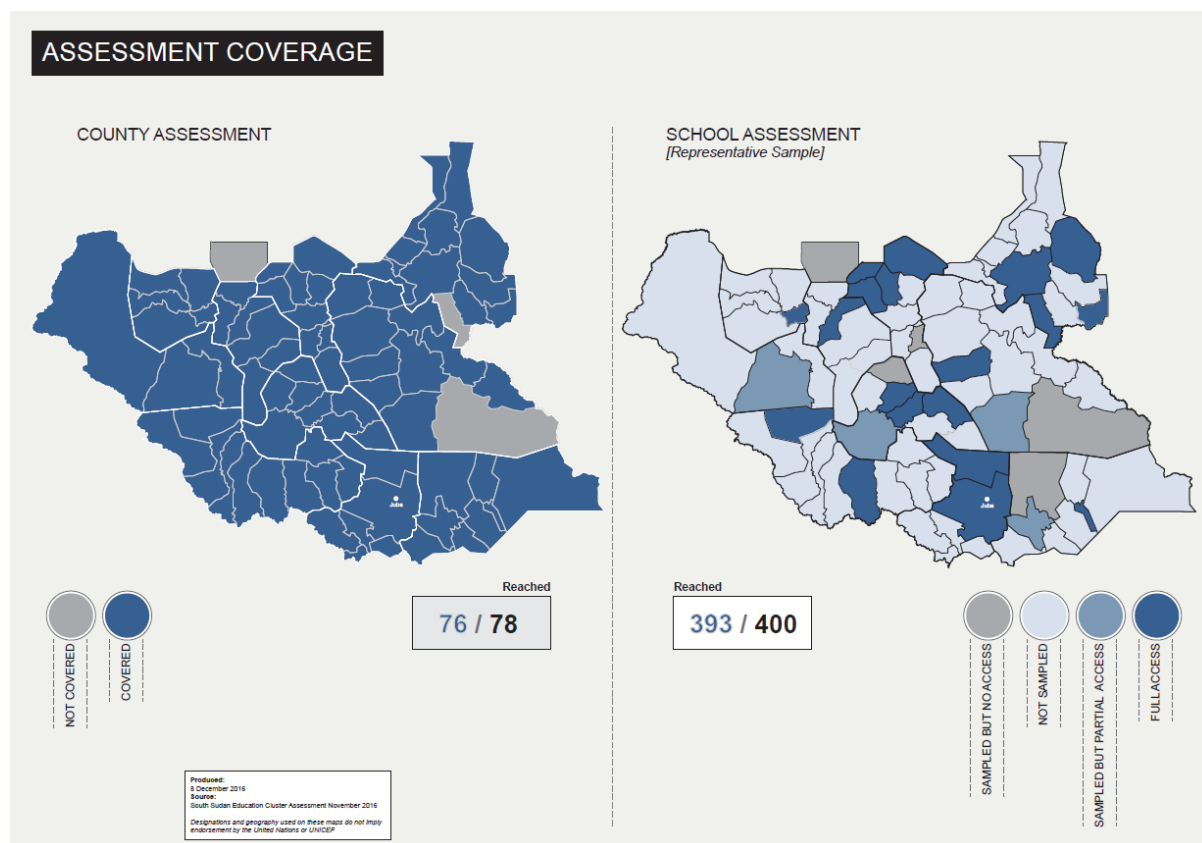 ASSESSMENT COVERAGE
COUNTY ASSESSMENT
Juba
Reached
76 / 78
NOT COVERED
COVERED
SCHOOL ASSESSMENT
[Representative Sample]
Juba
Reached
393 / 400
SAMPLED BUT NO ACCESS
NOT SAMPLED
SAMPLED BUT PARTIAL ACCESS
FULL ACCESS
Produced:
8 December 2016
Source:
South Sudan Education Cluster Assessment November 2016
Designations and geography used on these maps do not imply
endorsement by the United Nations or UNICEF